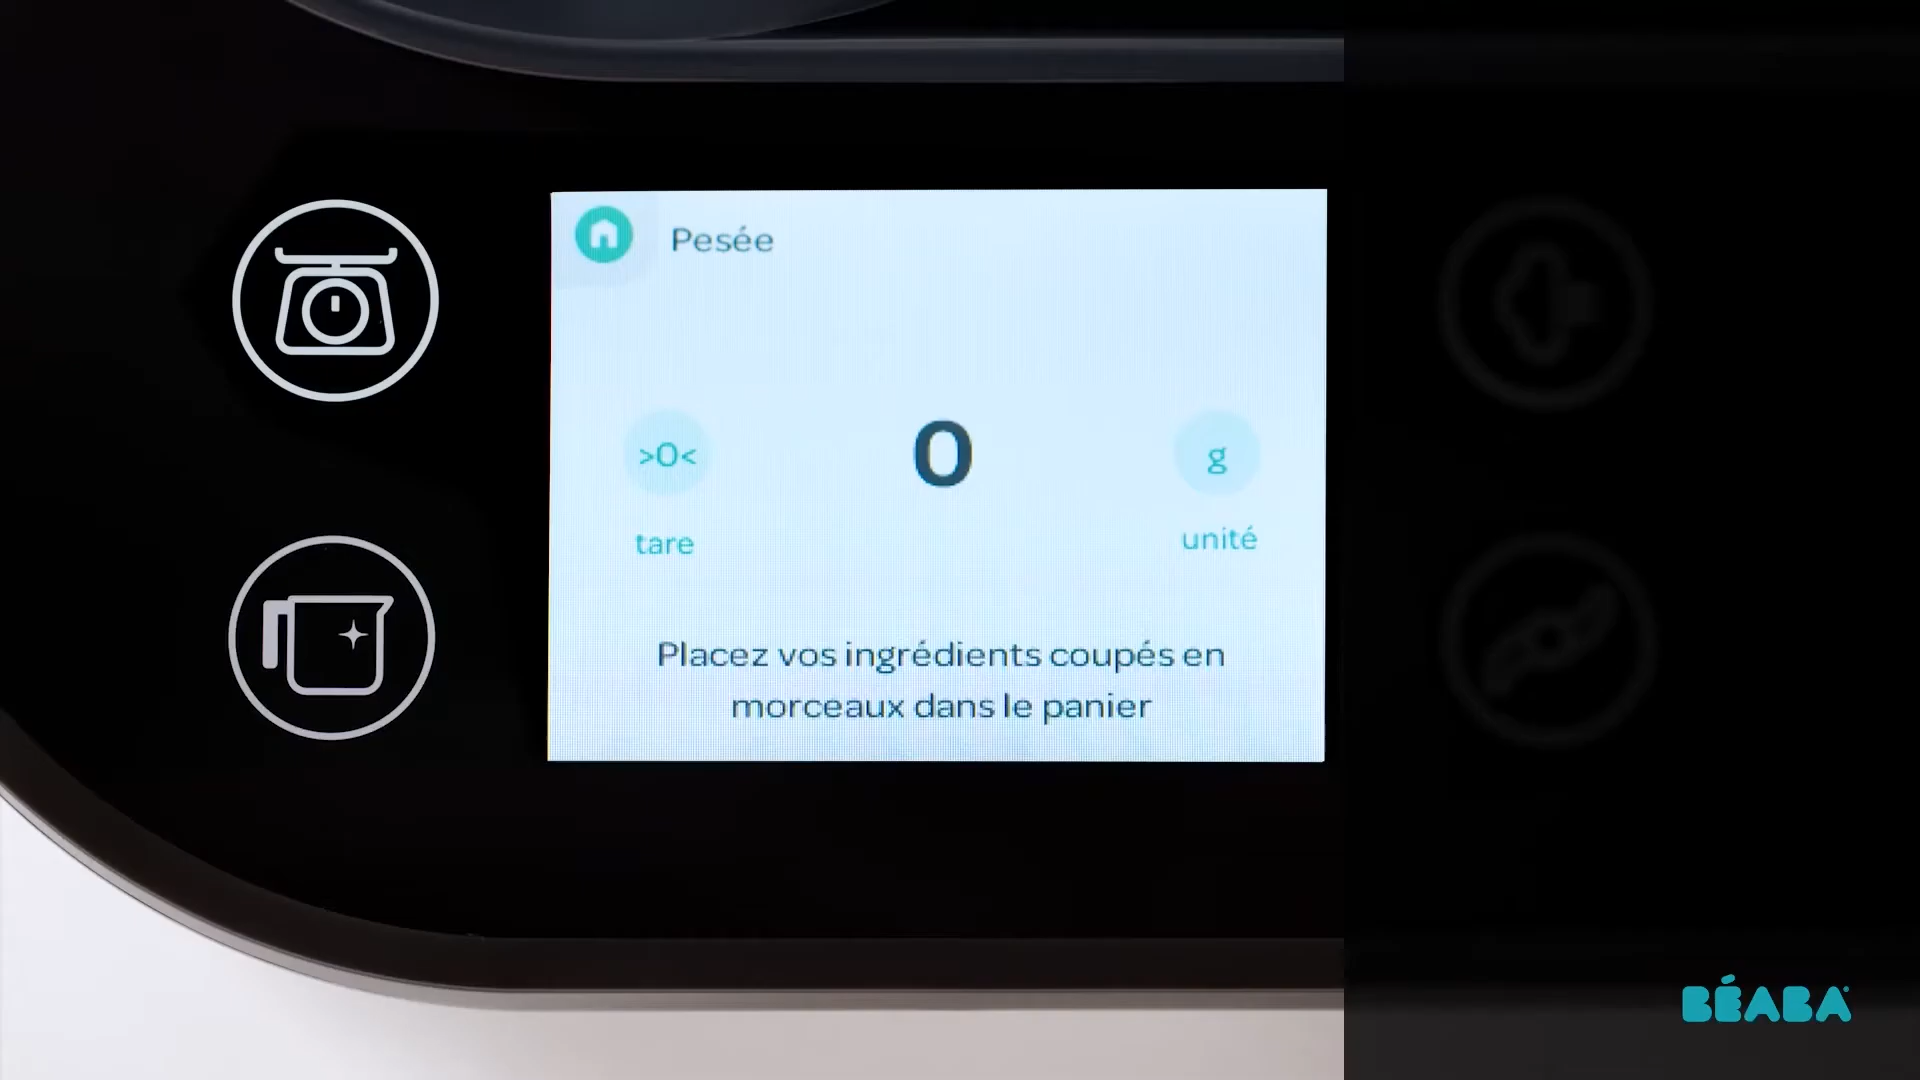 Pesée
>0<
0
g
tare
unité
Placez vos ingrédients coupés en
morceaux dans le panier
BÉABA